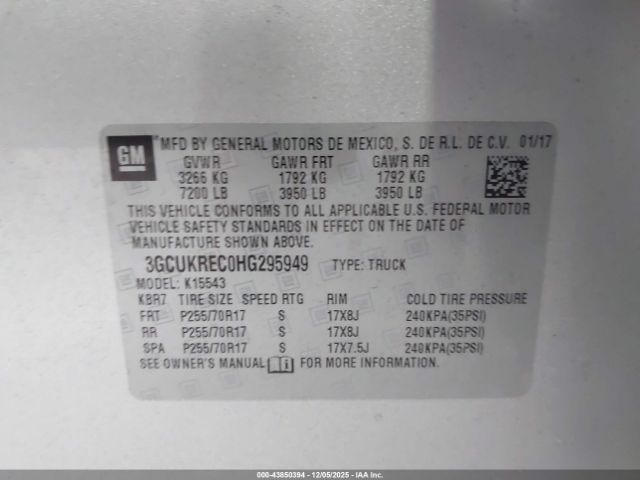 GM ® MFD BY GENERAL MOTORS DE MEXICO, S. DE R.L. DE C.V. 01/17
GVWR GAWR FRT GAWR RR
3266 KG 1792 KG 1792 KG
7200 LB 3950 LB 3950 LB
THIS VEHICLE CONFORMS TO ALL APPLICABLE U.S. FEDERAL MOTOR
VEHICLE SAFETY STANDARDS IN EFFECT ON THE DATE OF
MANUFACTURE SHOWN ABOVE.
3GCUKREC0HG295949 TYPE: TRUCK
MODEL: K15543
KBR7 TIRE SIZE SPEED RTG RIM COLD TIRE PRESSURE
FRT P255/70R17 S 17X8J 240KPA(35PSI)
RR P255/70R17 S 17X8J 240KPA(35PSI)
SPA P255/70R17 S 17X7.5J 240KPA(35PSI)
SEE OWNER'S MANUAL i FOR MORE INFORMATION.
000-43850394 - 12/05/2025 - COPART